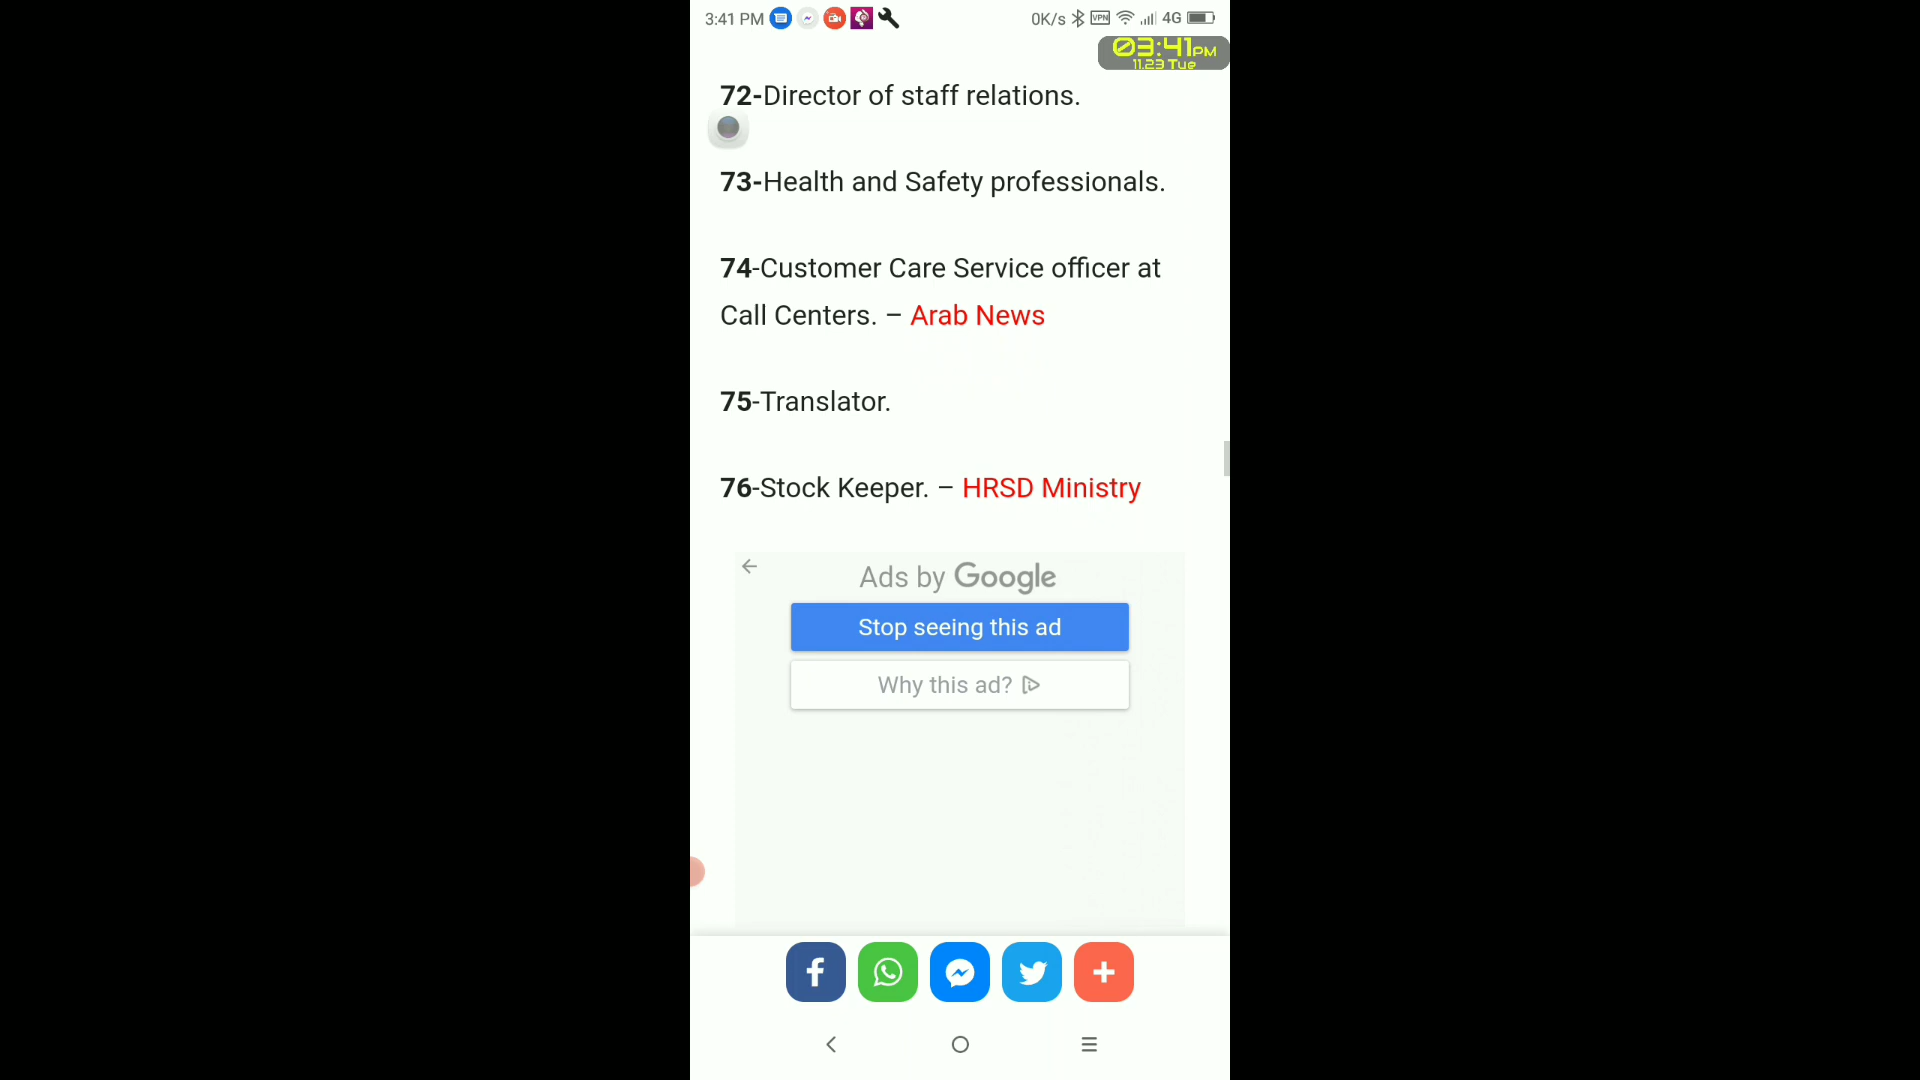 3:41 PM
0K/s VPN 4G
03:41PM
11.23 Tue
72-Director of staff relations.
73-Health and Safety professionals.
74-Customer Care Service officer at
Call Centers. – Arab News
75-Translator.
76-Stock Keeper. – HRSD Ministry
Ads by Google
Stop seeing this ad
Why this ad?